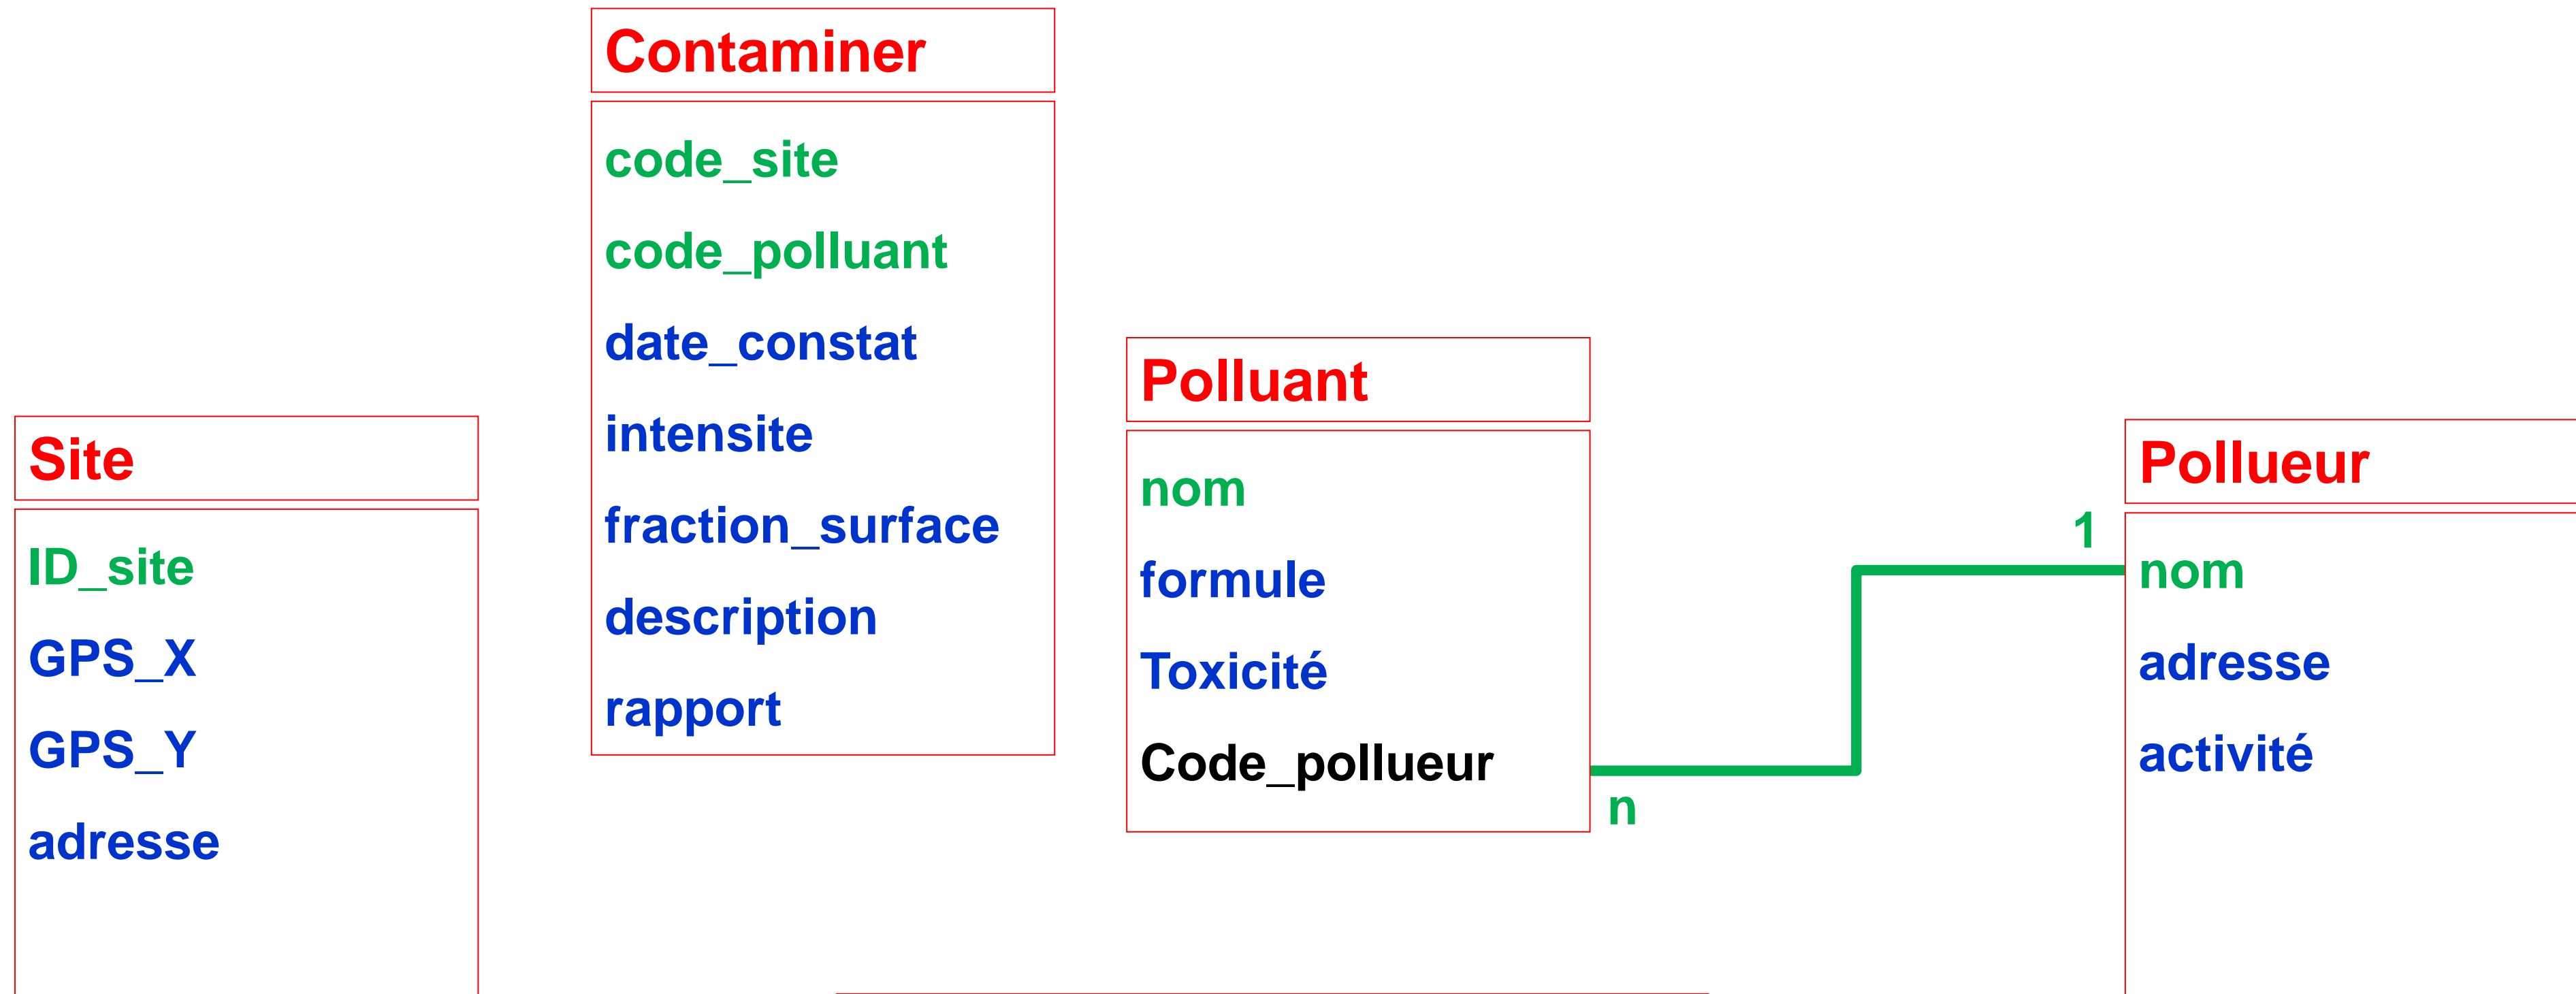 Contaminer
code_site
code_polluant
date_constat
intensite
fraction_surface
description
rapport
Site
ID_site
GPS_X
GPS_Y
adresse
Polluant
nom
formule
Toxicité
Code_pollueur
n
1
Pollueur
nom
adresse
activité